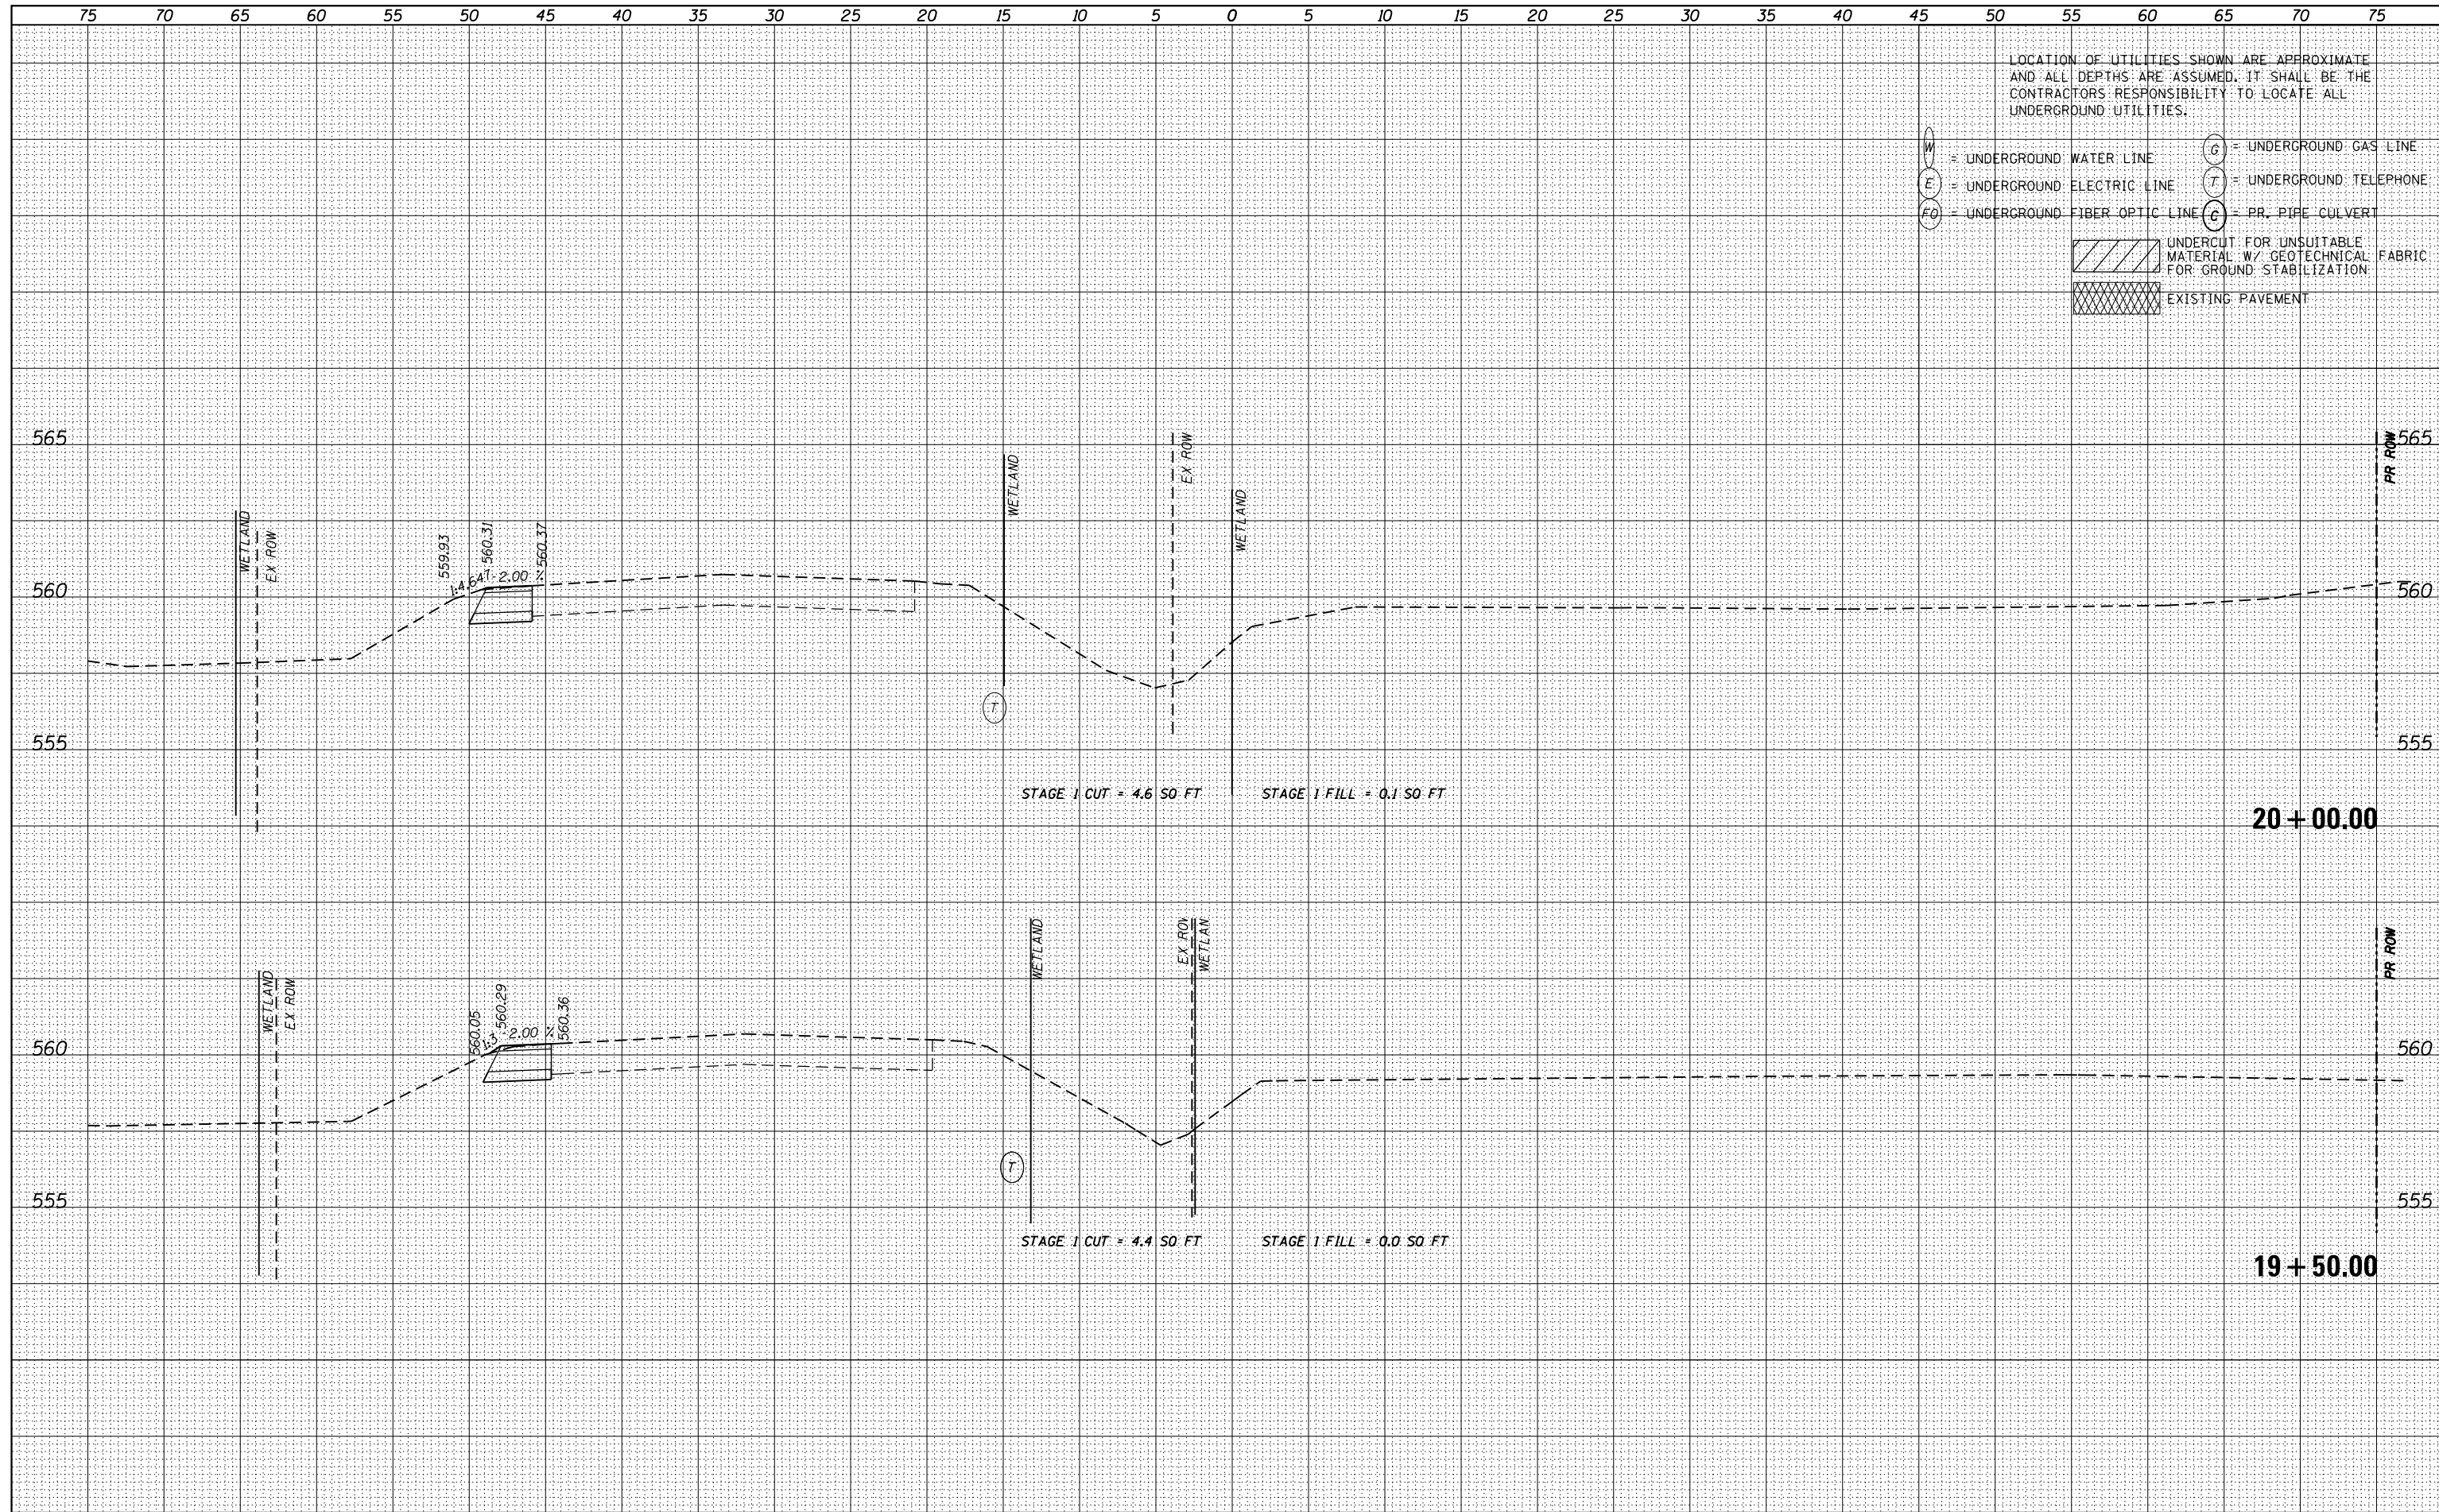 75 70 65 60 55 50 45 40 35 30 25 20 15 10 5 0 5 10 15 20 25 30 35 40 45 50 55 60 65 70 75
LOCATION OF UTILITIES SHOWN ARE APPROXIMATE
AND ALL DEPTHS ARE ASSUMED. IT SHALL BE THE
CONTRACTORS RESPONSIBILITY TO LOCATE ALL
UNDERGROUND UTILITIES.
W = UNDERGROUND WATER LINE
G = UNDERGROUND GAS LINE
E = UNDERGROUND ELECTRIC LINE
T = UNDERGROUND TELEPHONE
FO = UNDERGROUND FIBER OPTIC LINE
C = PR. PIPE CULVERT
UNDERCUT FOR UNSUITABLE
MATERIAL W/ GEOTECHNICAL FABRIC
FOR GROUND STABILIZATION
EXISTING PAVEMENT
565
565
WETLAND
EX ROW
559.93
560.31
560.37
1:4.647
-2.00 %
WETLAND
EX ROW
WETLAND
PR ROW
560
560
T
555
555
STAGE 1 CUT = 4.6 SQ FT
STAGE 1 FILL = 0.1 SQ FT
20+00.00
WETLAND
EX ROW
560.05
560.29
560.36
1:3
-2.00 %
WETLAND
EX ROW
WETLAN
PR ROW
560
560
T
555
555
STAGE 1 CUT = 4.4 SQ FT
STAGE 1 FILL = 0.0 SQ FT
19+50.00